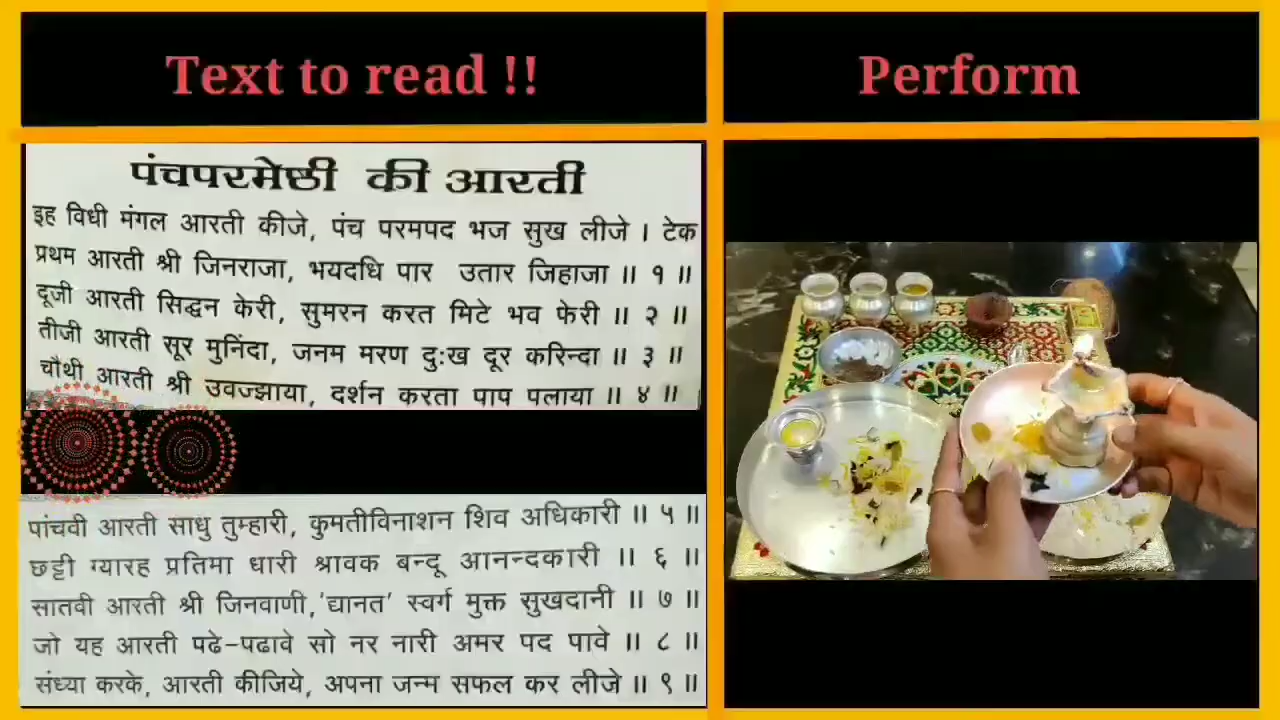 Text to read !!
Perform
पंचपरमेष्ठी की आरती
इह विधी मंगल आरती कीजे, पंच परमपद भज सुख लीजे । टेक
प्रथम आरती श्री जिनराजा, भयदधि पार उतार जिहाजा ॥ १ ॥
दूजी आरती सिद्धन केरी, सुमरन करत मिटे भव फेरी ॥ २ ॥
तीजी आरती सूर मुनिंदा, जनम मरण दुःख दूर करिन्दा ॥ ३ ॥
चौथी आरती श्री उवज्झाया, दर्शन करता पाप पलाया ॥ ४ ॥
पांचवी आरती साधु तुम्हारी, कुमतीविनाशन शिव अधिकारी ॥ ५ ॥
छट्टी ग्यारह प्रतिमा धारी श्रावक बन्दू आनन्दकारी ॥ ६ ॥
सातवी आरती श्री जिनवाणी,'द्यानत' स्वर्ग मुक्त सुखदानी ॥ ७ ॥
जो यह आरती पढे-पढावे सो नर नारी अमर पद पावे ॥ ८ ॥
संध्या करके, आरती कीजिये, अपना जन्म सफल कर लीजे ॥ ९ ॥